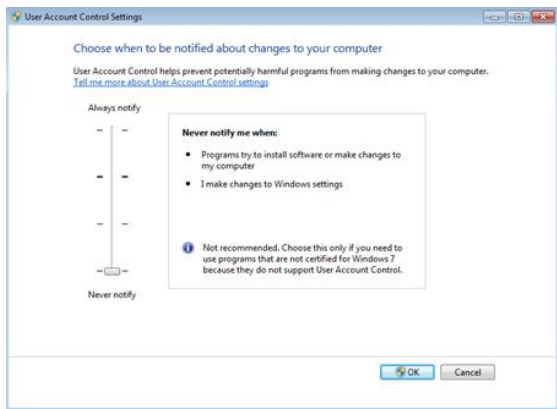 User Account Control Settings
Choose when to be notified about changes to your computer
User Account Control helps prevent potentially harmful programs from making changes to your computer.
Tell me more about User Account Control settings
Always notify
Never notify me when:
Programs try to install software or make changes to
my computer
I make changes to Windows settings
Not recommended. Choose this only if you need to
use programs that are not certified for Windows 7
because they do not support User Account Control.
Never notify
OK
Cancel